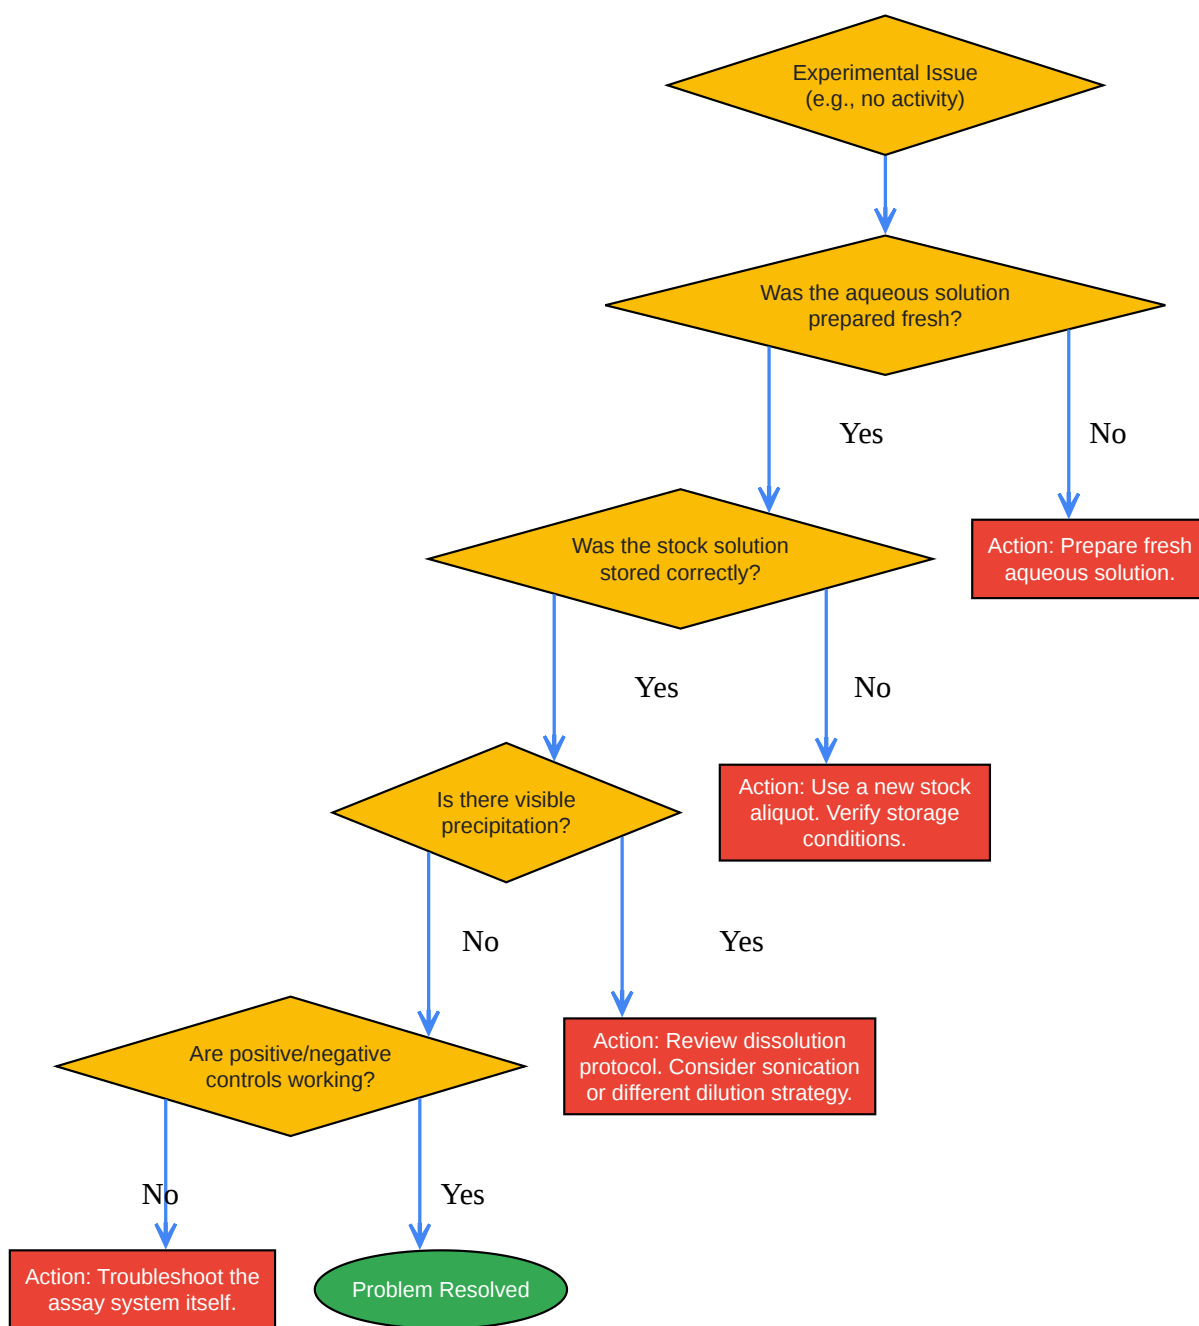 Experimental Issue
(e.g., no activity)
Was the aqueous solution
prepared fresh?
Yes
No
Was the stock solution
stored correctly?
Action: Prepare fresh
aqueous solution.
Yes
No
Is there visible
precipitation?
Action: Use a new stock
aliquot. Verify storage
conditions.
No
Yes
Are positive/negative
controls working?
Action: Review dissolution
protocol. Consider sonication
or different dilution strategy.
No
Yes
Action: Troubleshoot the
assay system itself.
Problem Resolved